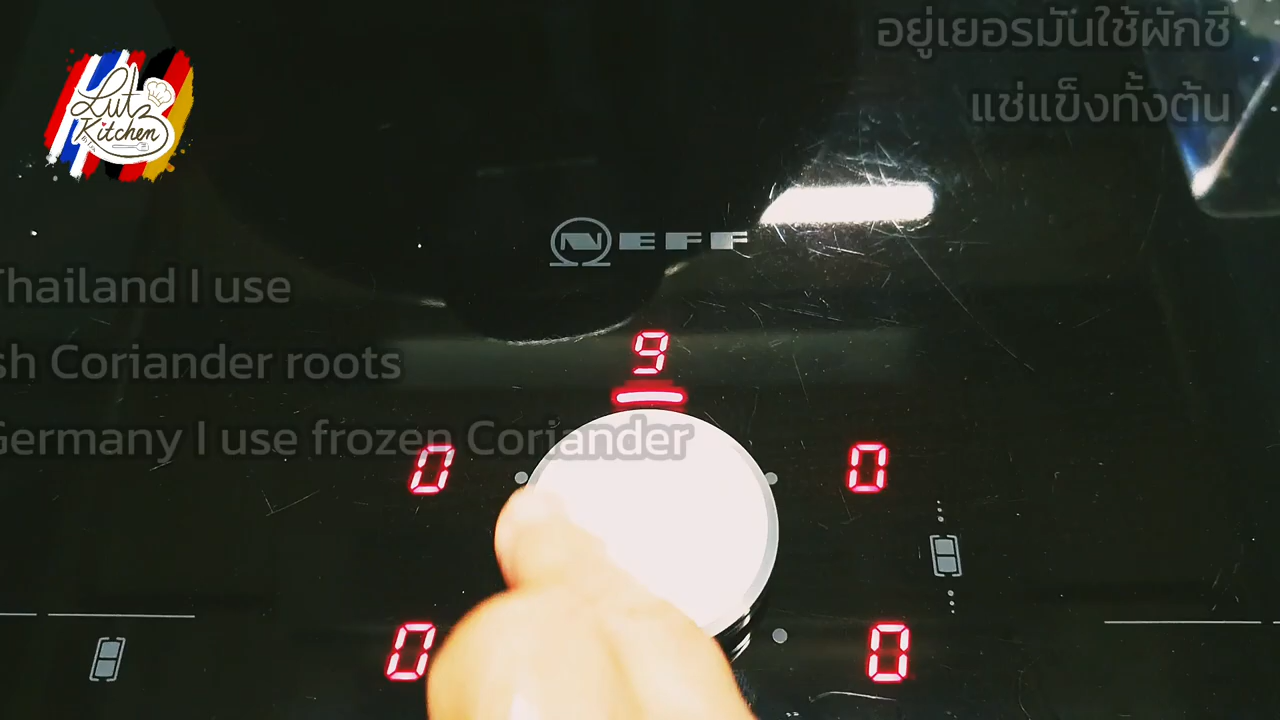 อยู่เยอรมันใช้ผักชี
แช่แข็งทั้งต้น
Lutz
Kitchen
NEFF
Thailand I use
sh Coriander roots
Germany I use frozen Coriander
9
0
0
0
0